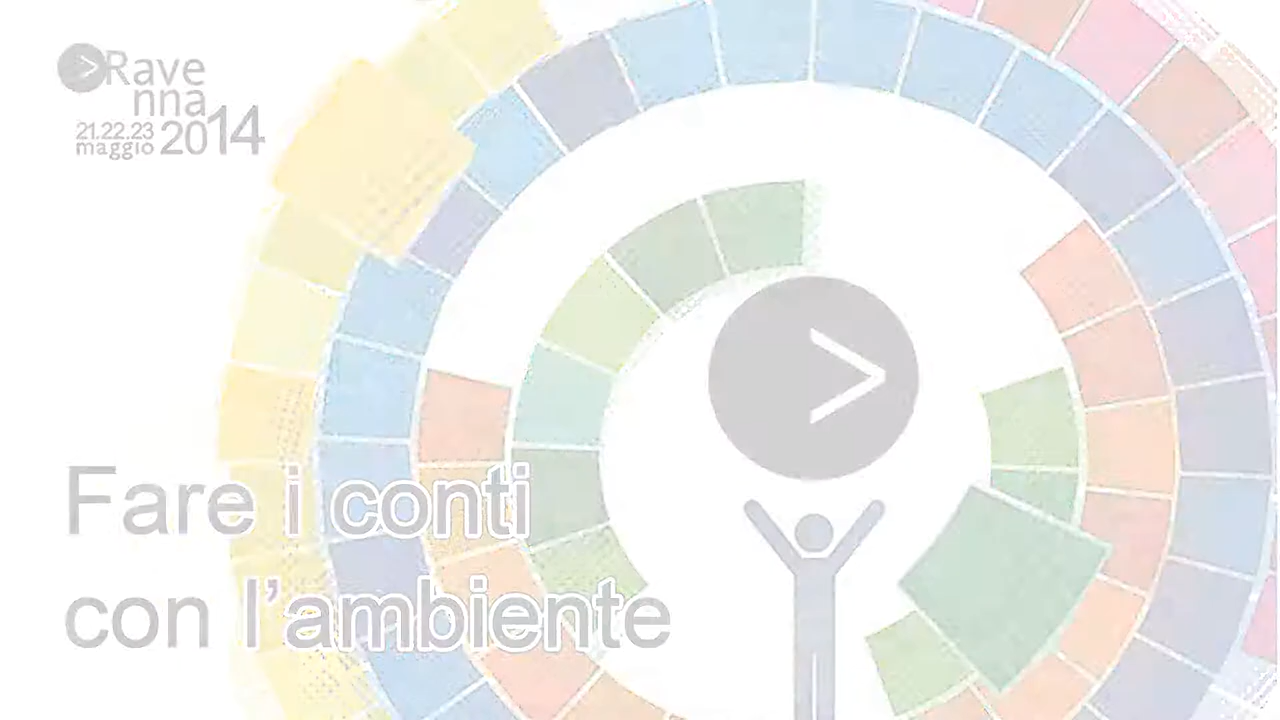 Rave
nna
21.22.23
maggio 2014
Fare i conti
con l'ambiente